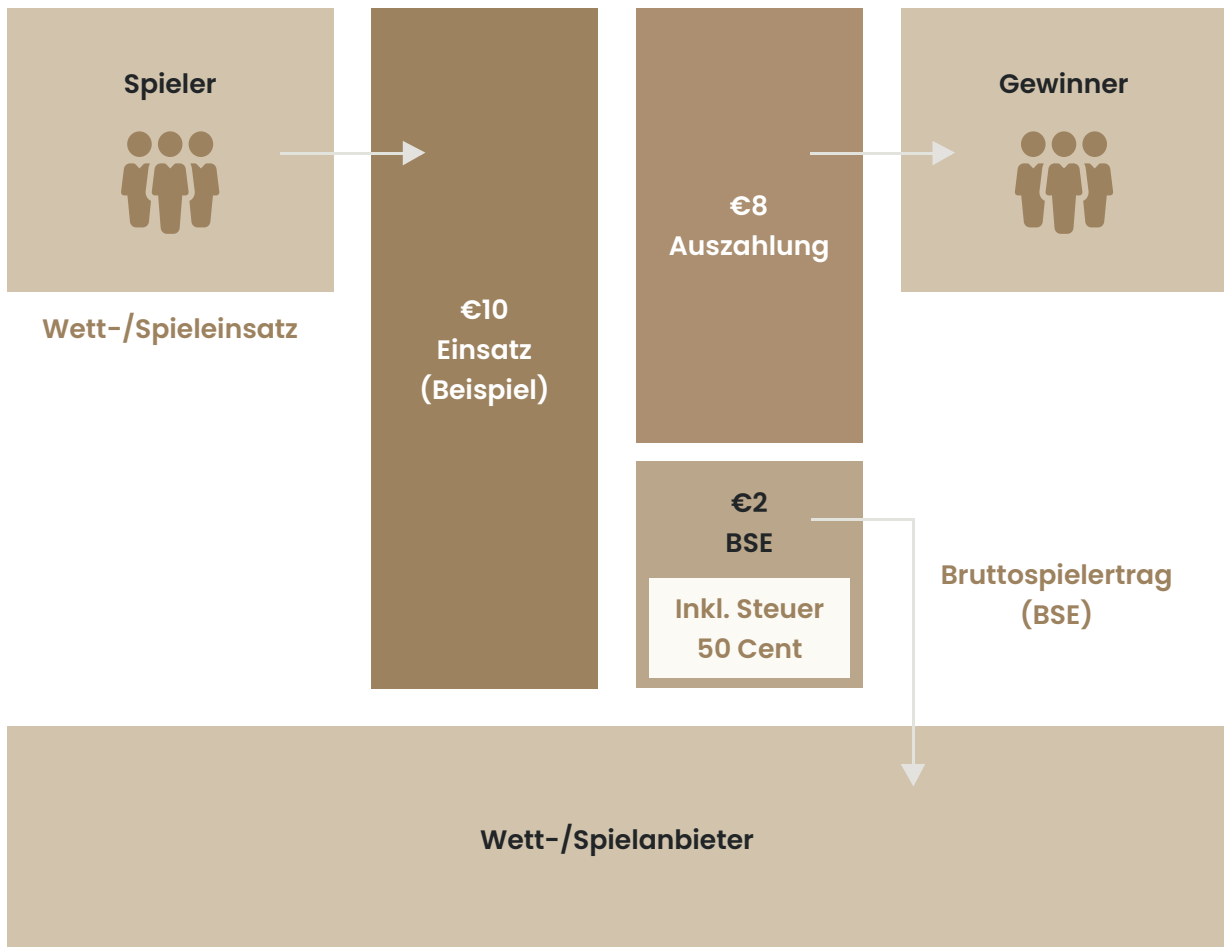 Spieler
Wett-/Spieleinsatz
€10
Einsatz
(Beispiel)
€8
Auszahlung
Gewinner
€2
BSE
Inkl. Steuer
50 Cent
Bruttospielertrag
(BSE)
Wett-/Spielanbieter